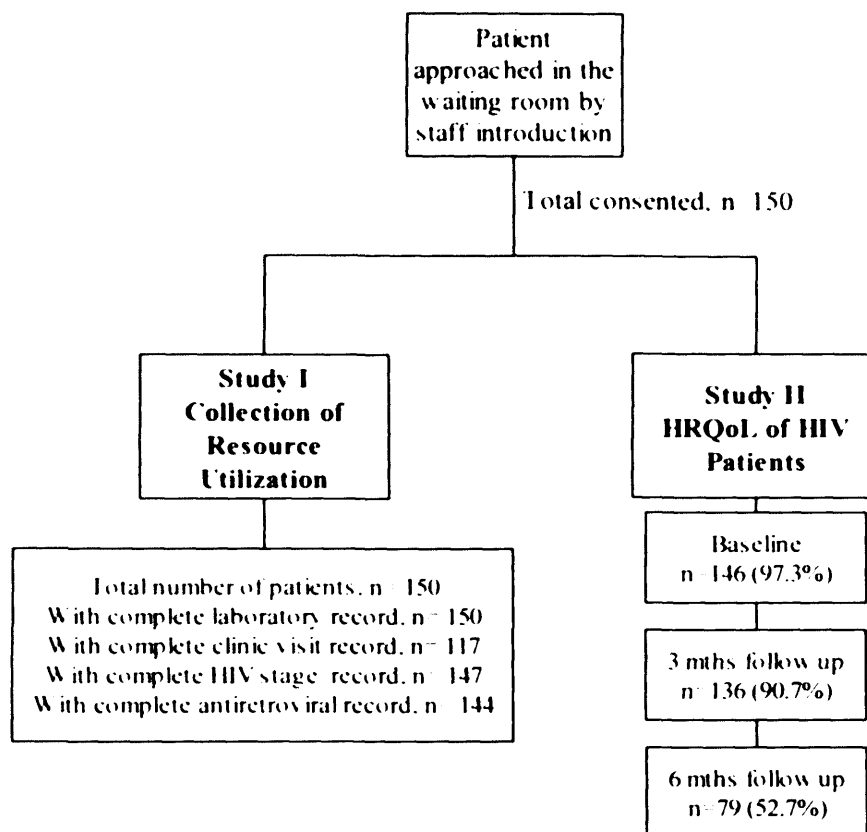 Patient
approached in the
waiting room by
staff introduction
Total consented, n=150
Study I
Collection of
Resource
Utilization
Total number of patients, n=150
With complete laboratory record, n=150
With complete clinic visit record, n=117
With complete HIV stage record, n=147
With complete antiretroviral record, n=144
Study II
HRQoL of HIV
Patients
Baseline
n=146 (97.3%)
3 mths follow up
n=136 (90.7%)
6 mths follow up
n=79 (52.7%)